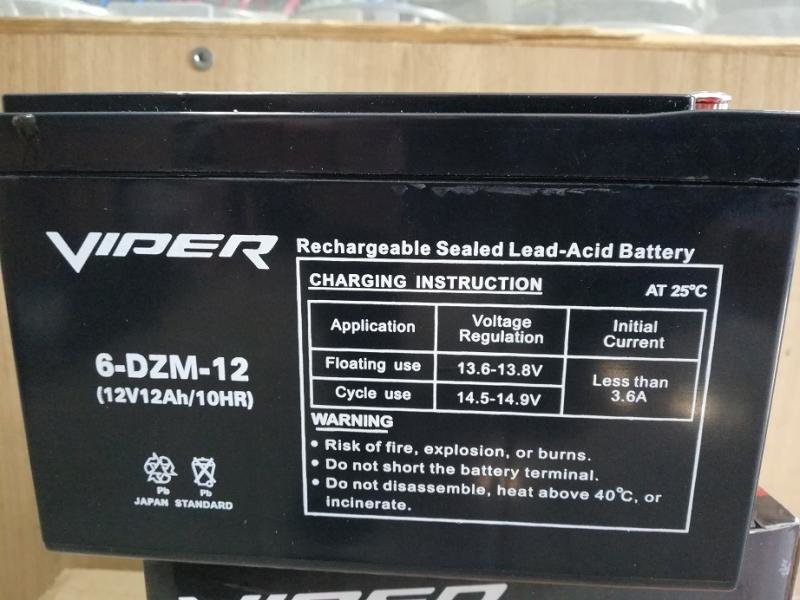 VIPER
6-DZM-12
(12V12Ah/10HR)
Pb Pb
JAPAN STANDARD
Rechargeable Sealed Lead-Acid Battery
CHARGING INSTRUCTION
AT 25°C
Application Voltage Regulation Initial Current
Floating use 13.6-13.8V Less than 3.6A
Cycle use 14.5-14.9V
WARNING
• Risk of fire, explosion, or burns.
• Do not short the battery terminal.
• Do not disassemble, heat above 40°C, or
incinerate.
VIPER